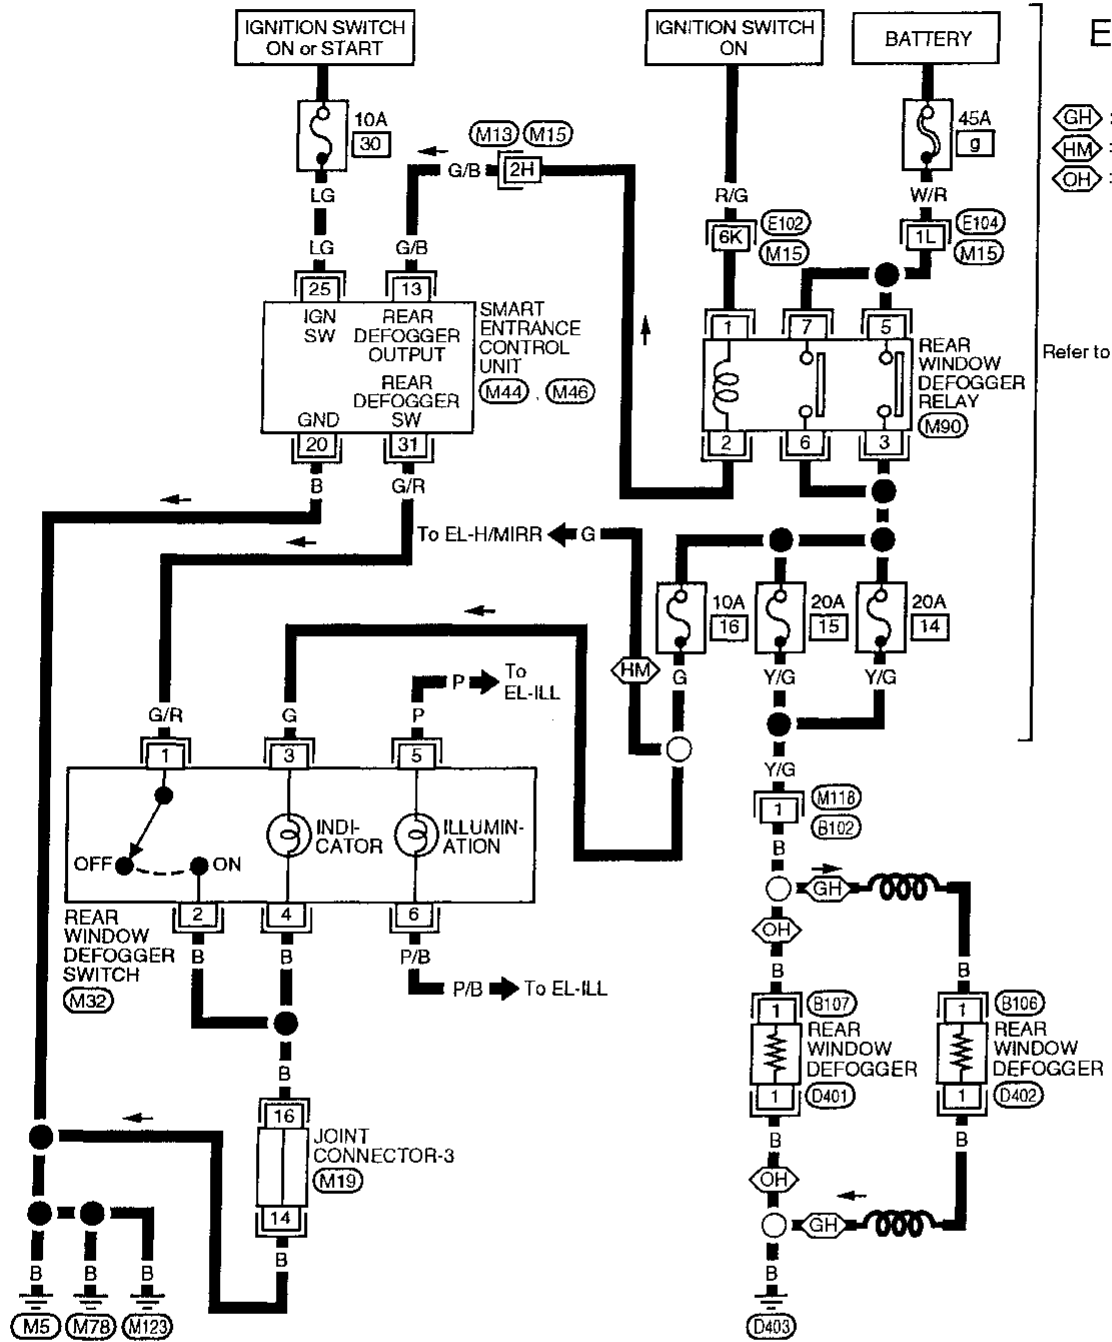 IGNITION SWITCH
ON or START
IGNITION SWITCH
ON
BATTERY
E
10A
30
M13 M15
G/B
2H
45A
g
GH :
HM :
OH :
LG
R/G
W/R
6K
E102
M15
1L
E104
M15
LG
G/B
25
13
IGN
SW
REAR
DEFOGGER
OUTPUT
SMART
ENTRANCE
CONTROL
UNIT
M44 , M46
REAR
DEFOGGER
SW
GND
20
31
1
7
5
REAR
WINDOW
DEFOGGER
RELAY
M90
2
6
3
Refer to
B
G/R
To EL-H/MIRR
G
10A
16
20A
15
20A
14
HM
G
Y/G
Y/G
P
To
EL-ILL
G/R
G
P
1
3
5
Y/G
1
M118
B102
B
OFF
ON
INDI-
CATOR
ILLUMIN-
ATION
2
4
6
REAR
WINDOW
DEFOGGER
SWITCH
M32
B
B
P/B
P/B
To EL-ILL
GH
OH
B
B
1
B107
REAR
WINDOW
DEFOGGER
1
D401
1
B106
REAR
WINDOW
DEFOGGER
1
D402
B
16
JOINT
CONNECTOR-3
M19
14
B
B
B
OH
GH
B
B
B
B
M5
M78
M123
D403